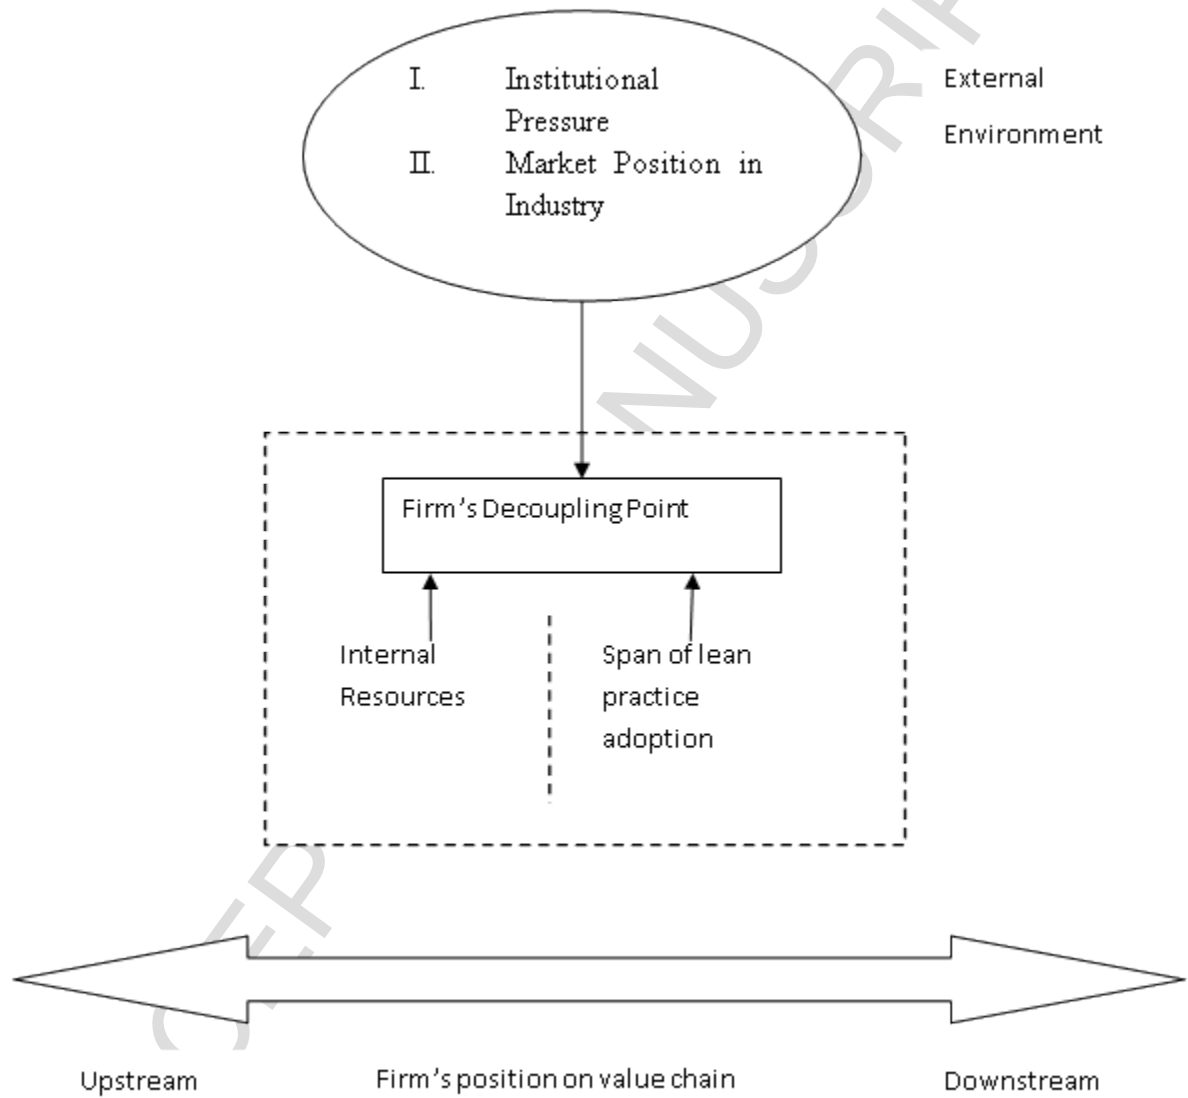 I. Institutional
Pressure
II. Market Position in
Industry
External
Environment
Firm's Decoupling Point
Internal
Resources
Span of lean
practice
adoption
Upstream
Firm's position on value chain
Downstream